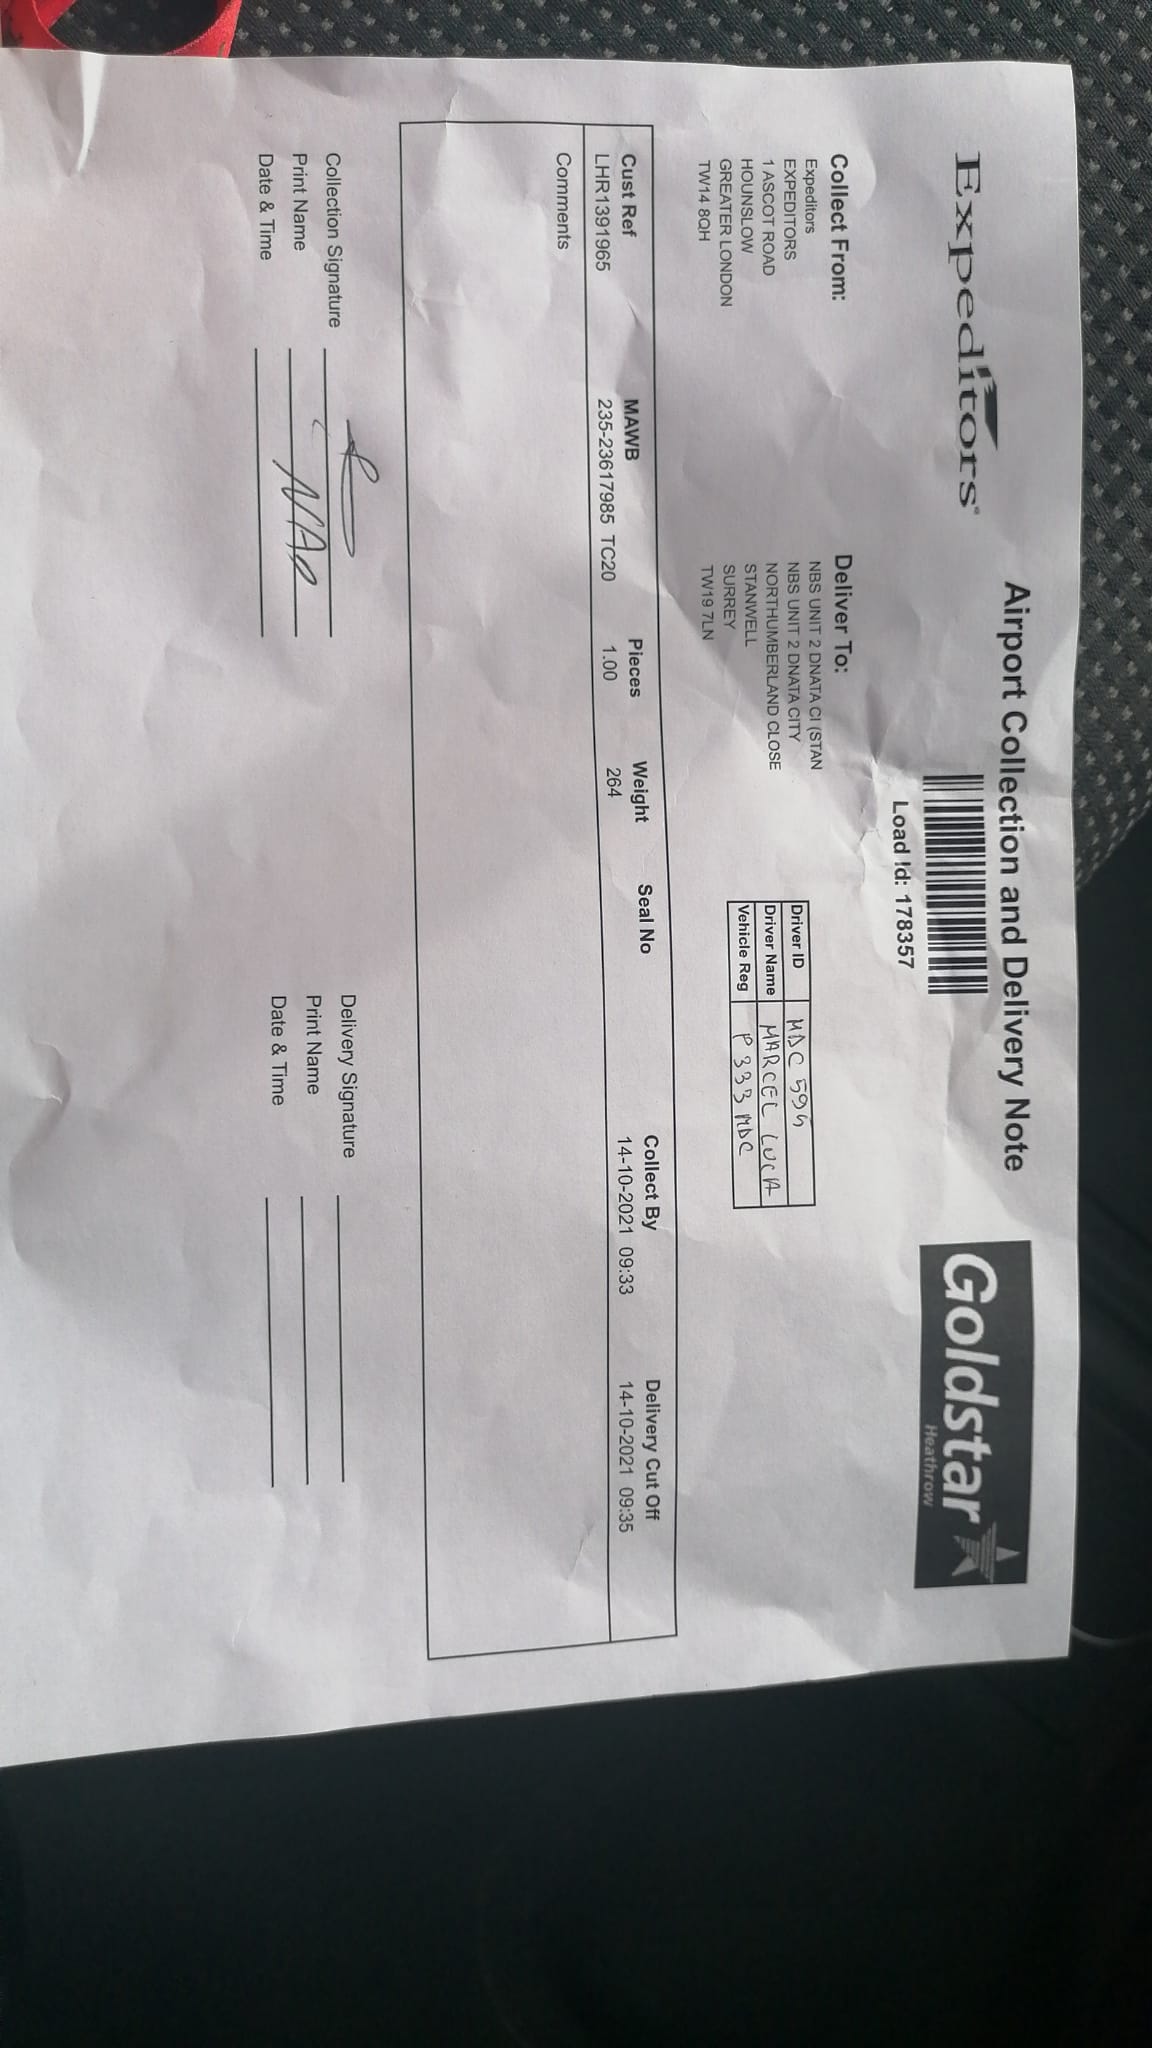 Airport Collection and Delivery Note
Expeditors®
Goldstar
Heathrow
Load Id: 178357
Collect From:
Expeditors
EXPEDITORS
1 ASCOT ROAD
HOUNSLOW
GREATER LONDON
TW14 8QH
Deliver To:
NBS UNIT 2 DNATA CI (STAN
NBS UNIT 2 DNATA CITY
NORTHUMBERLAND CLOSE
STANWELL
SURREY
TW19 7LN
Driver ID MDC 594
Driver Name MARCEL LUCA
Vehicle Reg P 333 MDC
Cust Ref MAWB Pieces Weight Seal No Collect By Delivery Cut Off
LHR1391965 235-23617985 TC20 1.00 264 14-10-2021 09:33 14-10-2021 09:35
Comments
Collection Signature Delivery Signature
Print Name Print Name
Date & Time Date & Time